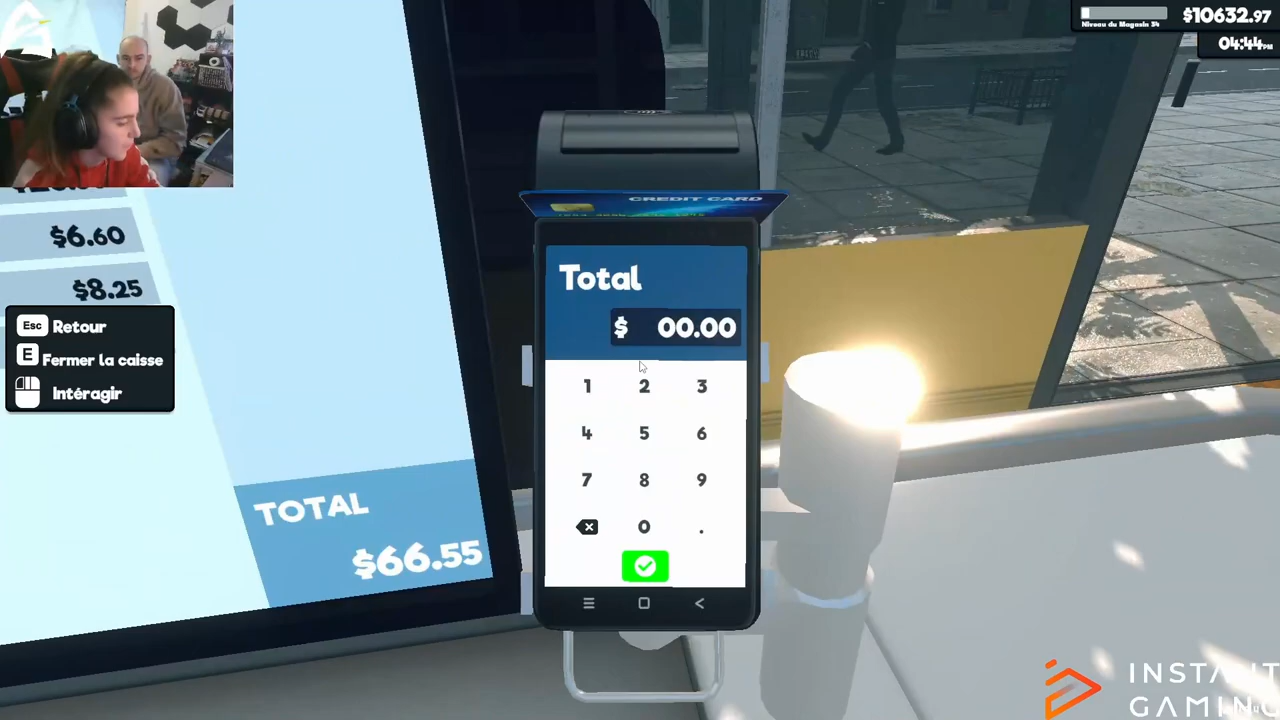 $10632.97
Niveau du Magasin 34
04:44PM
$6.60
$8.25
Esc Retour
E Fermer la caisse
Intéragir
CREDIT CARD
Total
$ 00.00
1 2 3
4 5 6
7 8 9
0 .
TOTAL
$66.55
INSTANT
GAMING